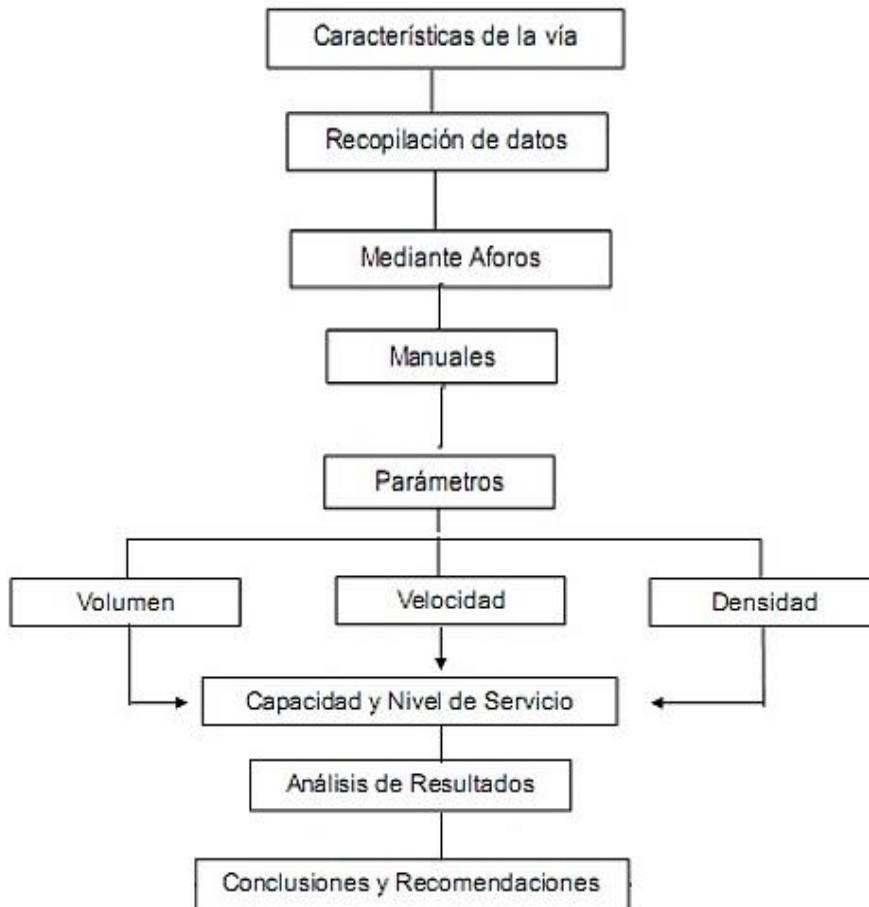 Características de la vía
Recopilación de datos
Mediante Aforos
Manuales
Parámetros
Volumen
Velocidad
Densidad
Capacidad y Nivel de Servicio
Análisis de Resultados
Conclusiones y Recomendaciones